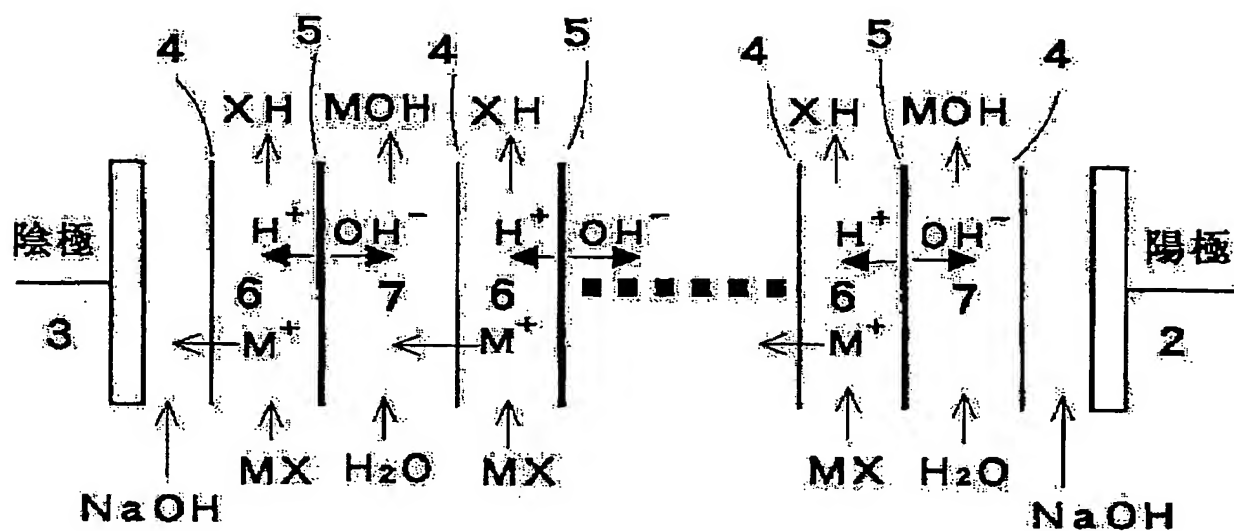 4 5 4 5 4 5 4
XH MOH XH XH MOH
陰極 H+ OH- H+ OH- H+ OH- 陽極
3 6 7 6 6 7 2
M+ M+ M+
MX H2O MX MX H2O
NaOH NaOH